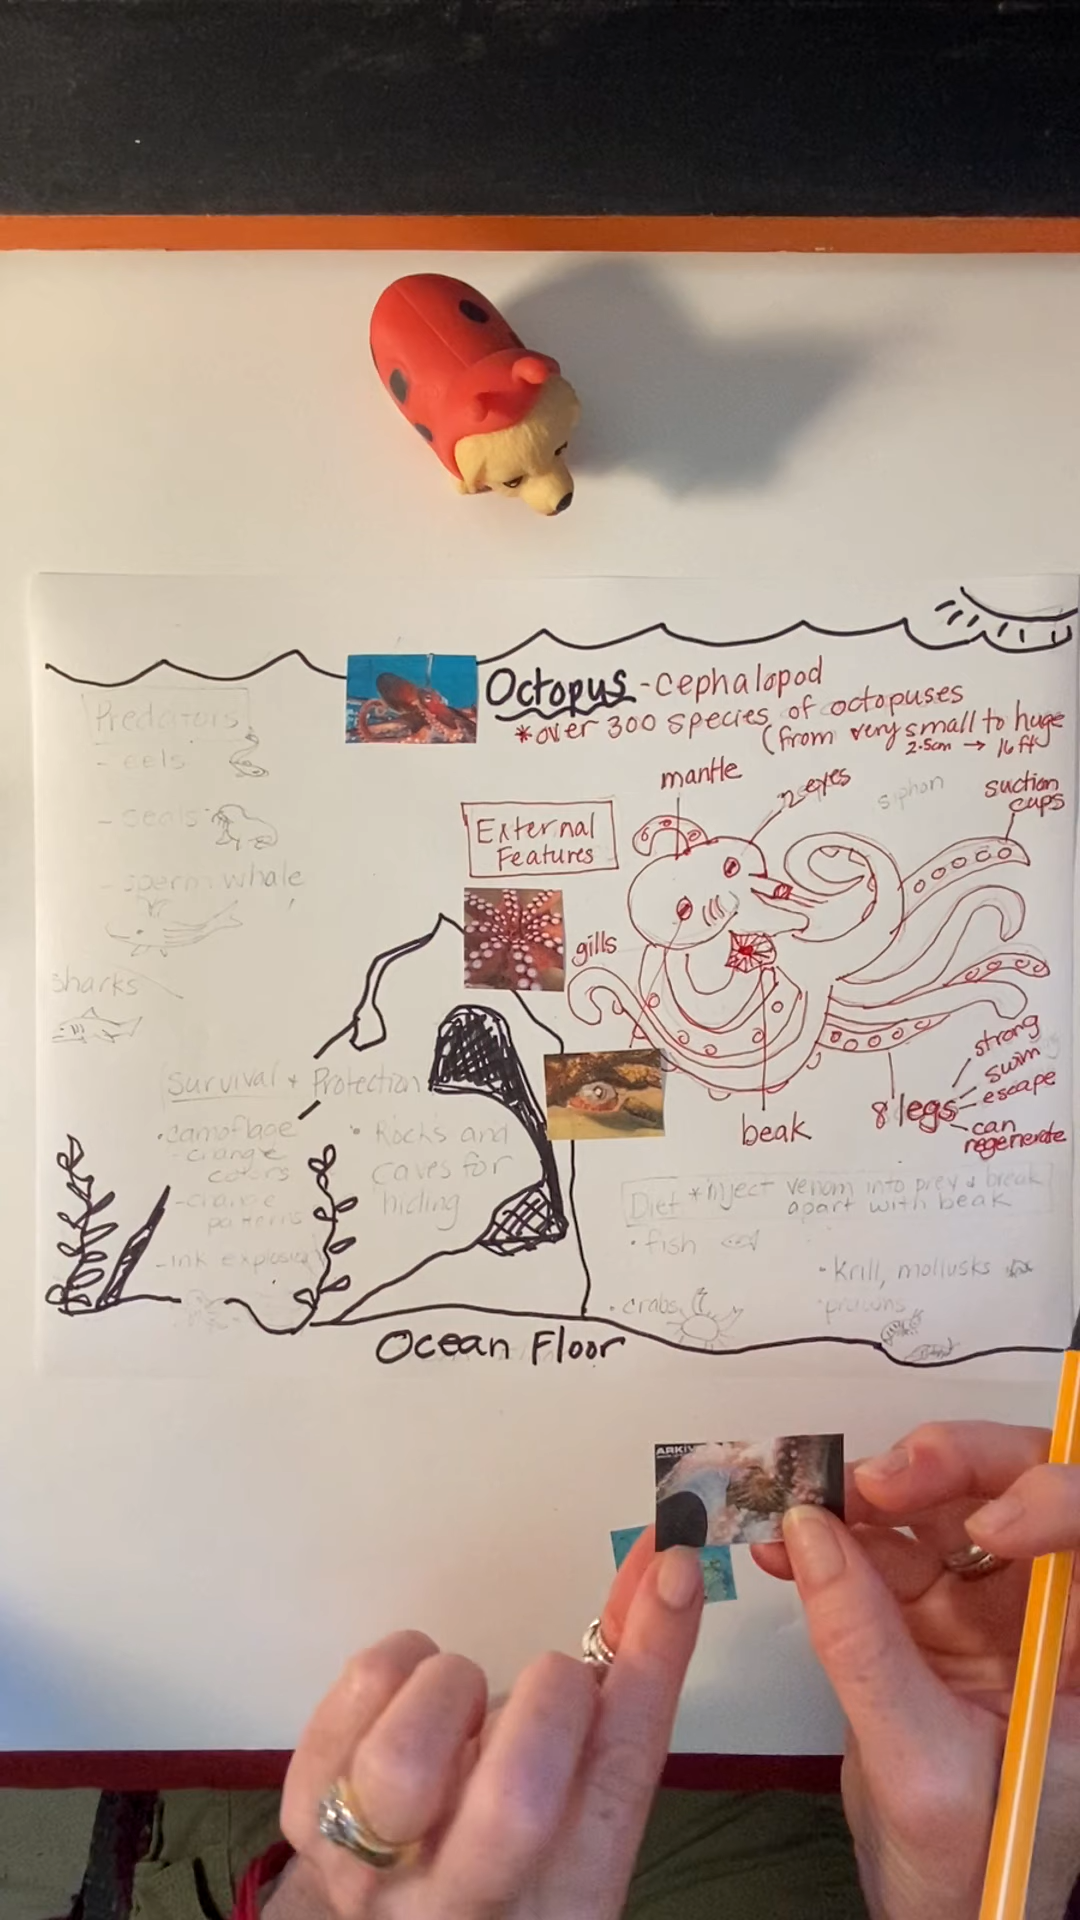 Octopus - cephalopod
*over 300 species of octopuses
(from very small to huge
2.5cm → 16ft
Predators
- eels
- seals
- sperm whale
sharks
External
Features
mantle
2 eyes
siphon
suction
cups
gills
beak
8 legs
strong
swim
escape
can
regenerate
Survival + Protection
• camoflage
- change
colors
- change
patterns
- ink explosion
• Rocks and
caves for
hiding
Diet *inject venom into prey & break
apart with beak
• fish
• crabs
• krill, mollusks
• prawns
Ocean Floor